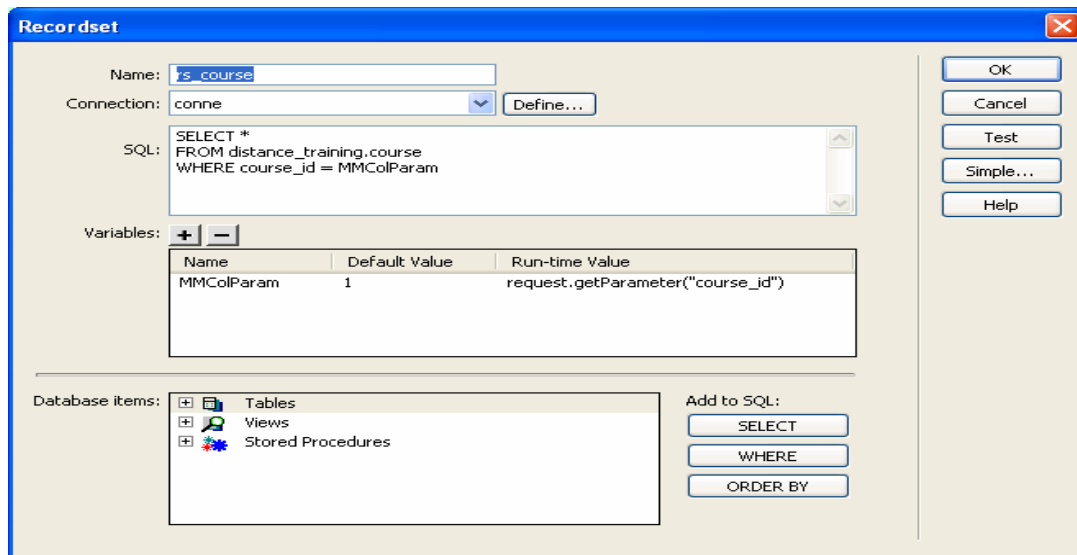 Recordset
Name: rs_course
Connection: conne Define...
SQL: SELECT *
FROM distance_training.course
WHERE course_id = MMColParam
Variables: + −
Name Default Value Run-time Value
MMColParam 1 request.getParameter("course_id")
Database items: Tables
Views
Stored Procedures
Add to SQL:
SELECT
WHERE
ORDER BY
OK
Cancel
Test
Simple...
Help